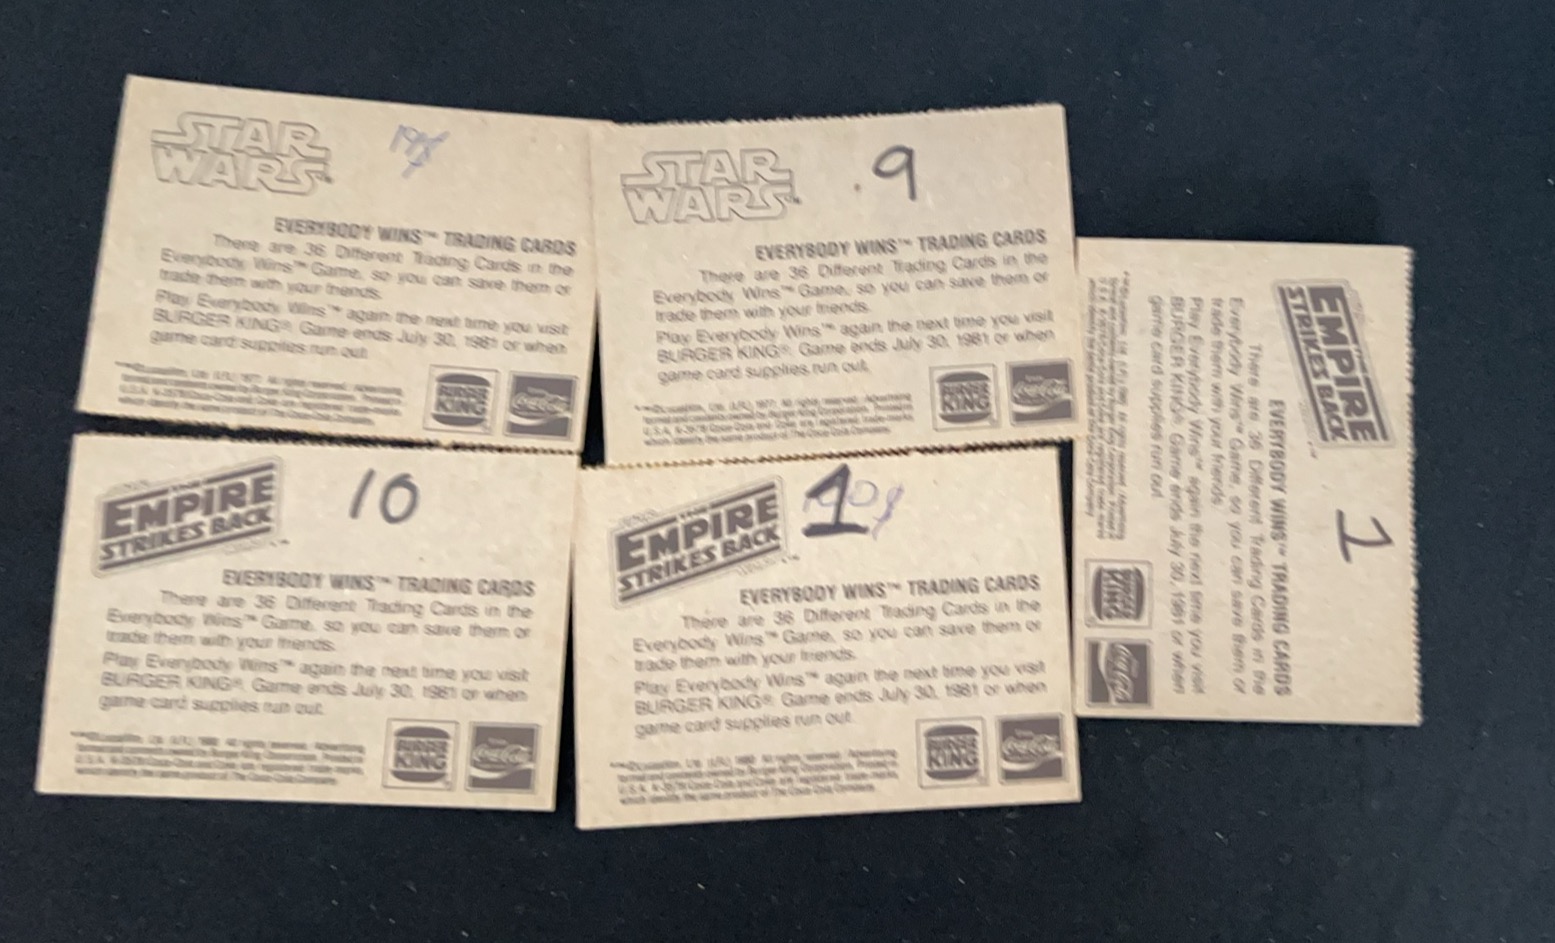 STAR
WARS
EVERYBODY WINS™ TRADING CARDS
There are 36 Different Trading Cards in the
Everybody Wins™ Game, so you can save them or
trade them with your friends.
Play Everybody Wins™ again the next time you visit
BURGER KING®. Game ends July 30, 1981 or when
game card supplies run out.
BURGER
KING
Coca-Cola
STAR
WARS
9
EVERYBODY WINS™ TRADING CARDS
There are 36 Different Trading Cards in the
Everybody Wins™ Game, so you can save them or
trade them with your friends.
Play Everybody Wins™ again the next time you visit
BURGER KING®. Game ends July 30, 1981 or when
game card supplies run out.
BURGER
KING
Coca-Cola
THE
EMPIRE
STRIKES BACK
10
EVERYBODY WINS™ TRADING CARDS
There are 36 Different Trading Cards in the
Everybody Wins™ Game, so you can save them or
trade them with your friends.
Play Everybody Wins™ again the next time you visit
BURGER KING®. Game ends July 30, 1981 or when
game card supplies run out.
BURGER
KING
Coca-Cola
THE
EMPIRE
STRIKES BACK
1
EVERYBODY WINS™ TRADING CARDS
There are 36 Different Trading Cards in the
Everybody Wins™ Game, so you can save them or
trade them with your friends.
Play Everybody Wins™ again the next time you visit
BURGER KING®. Game ends July 30, 1981 or when
game card supplies run out.
BURGER
KING
Coca-Cola
THE
EMPIRE
STRIKES BACK
1
EVERYBODY WINS™ TRADING CARDS
There are 36 Different Trading Cards in the
Everybody Wins™ Game, so you can save them or
trade them with your friends.
Play Everybody Wins™ again the next time you visit
BURGER KING®. Game ends July 30, 1981 or when
game card supplies run out.
BURGER
KING
Coca-Cola